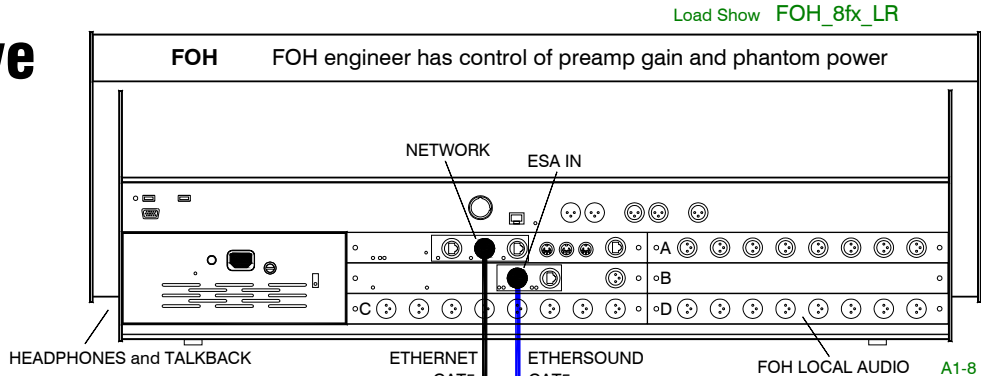 Load Show FOH_8fx_LR
FOH FOH engineer has control of preamp gain and phantom power
NETWORK
ESA IN
A
B
C
D
HEADPHONES and TALKBACK
ETHERNET
ETHERSOUND
FOH LOCAL AUDIO A1-8